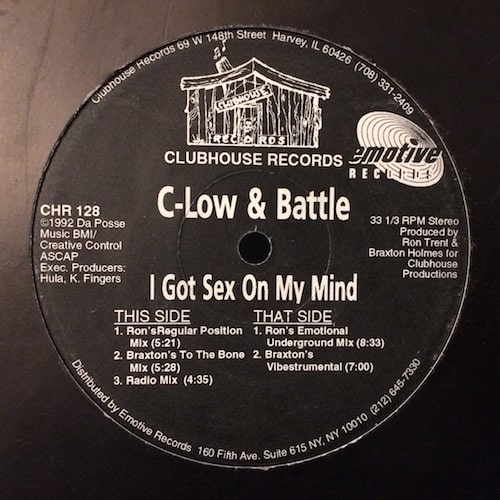 Clubhouse Records 69 W 148th Street Harvey, IL 60426 (708) 331-2409
CLUBHOUSE
RECORDS
CLUBHOUSE RECORDS
emotive
RECORDS
C-Low & Battle
CHR 128
©1992 Da Posse
Music BMI/
Creative Control
ASCAP
Exec. Producers:
Hula, K. Fingers
33 1/3 RPM Stereo
Produced by
Ron Trent &
Braxton Holmes for
Clubhouse
Productions
I Got Sex On My Mind
THIS SIDE
1. Ron'sRegular Position
Mix (5:21)
2. Braxton's To The Bone
Mix (5:28)
3. Radio Mix (4:35)
THAT SIDE
1. Ron's Emotional
Underground Mix (8:33)
2. Braxton's
Vibestrumental (7:00)
Distributed by Emotive Records 160 Fifth Ave. Suite 615 NY, NY 10010 (212) 645-7330